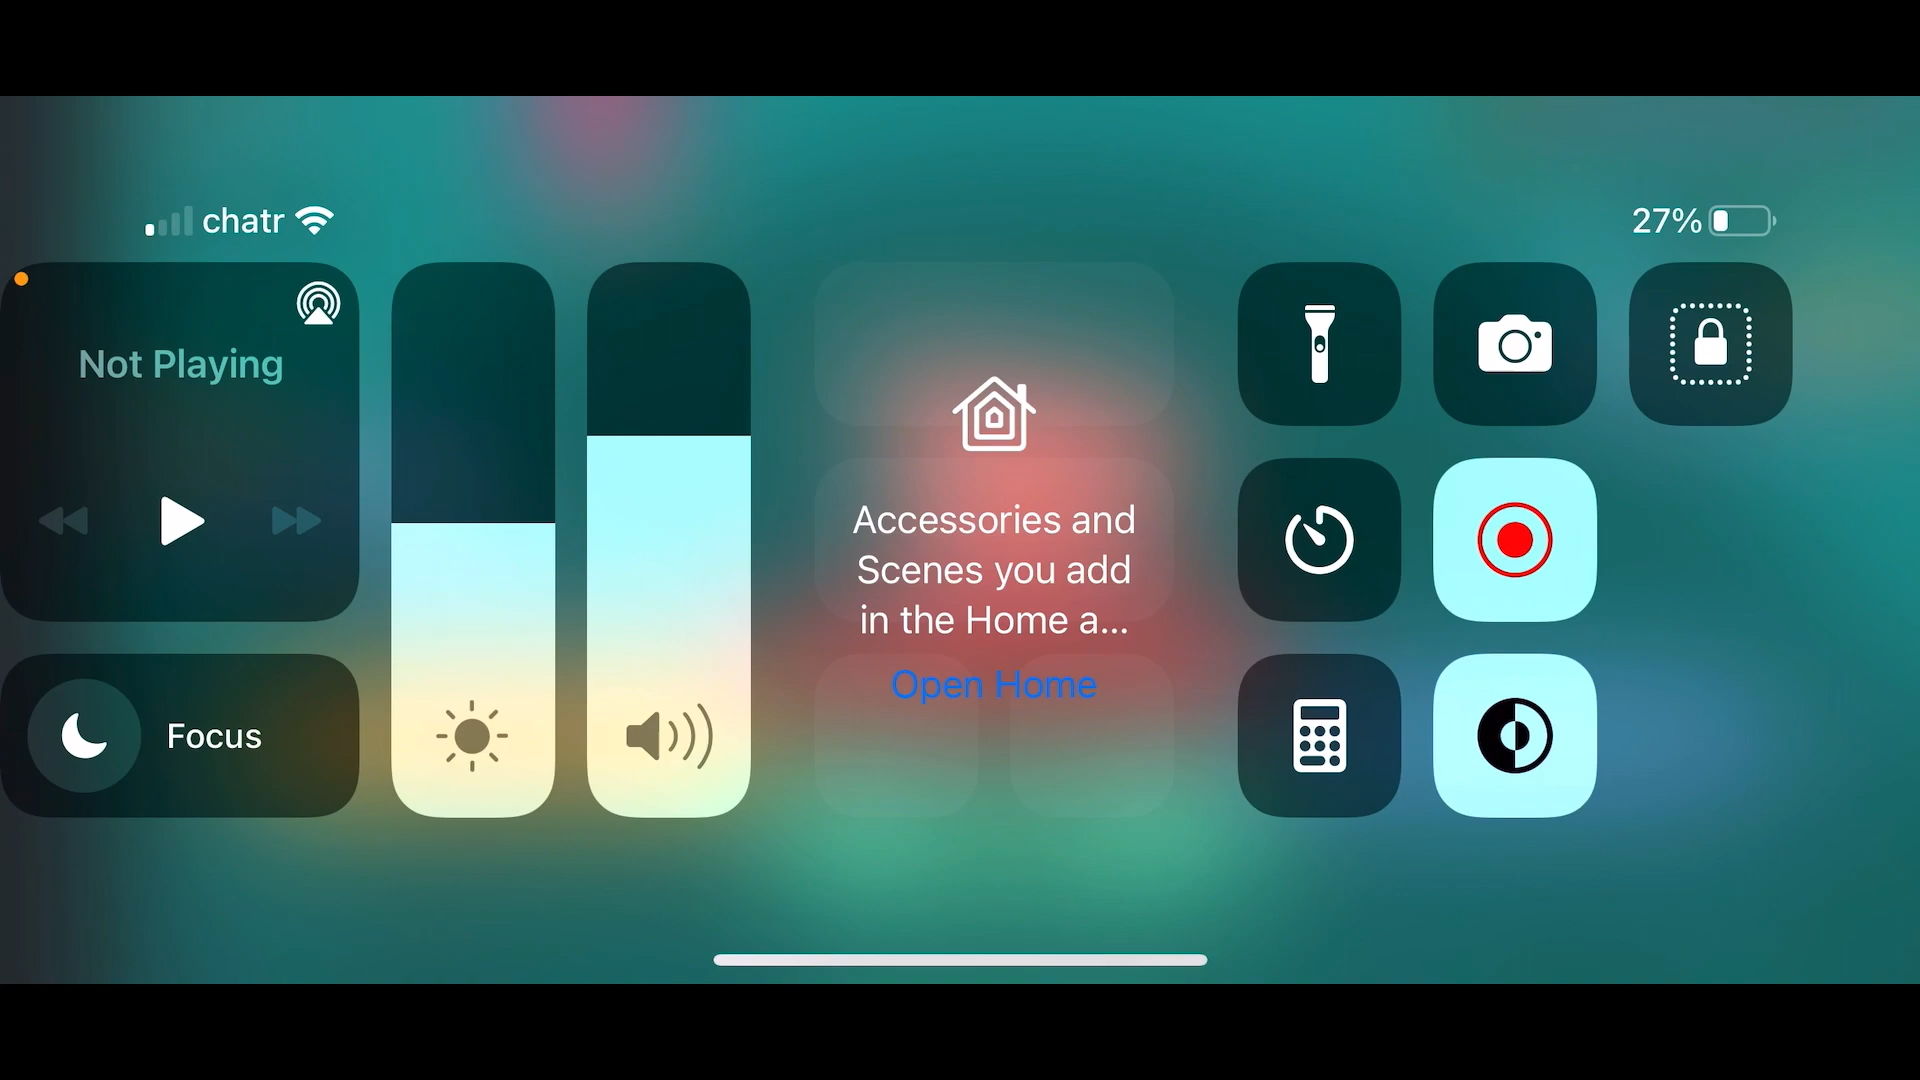 chatr
27%
Not Playing
Focus
Accessories and
Scenes you add
in the Home a...
Open Home